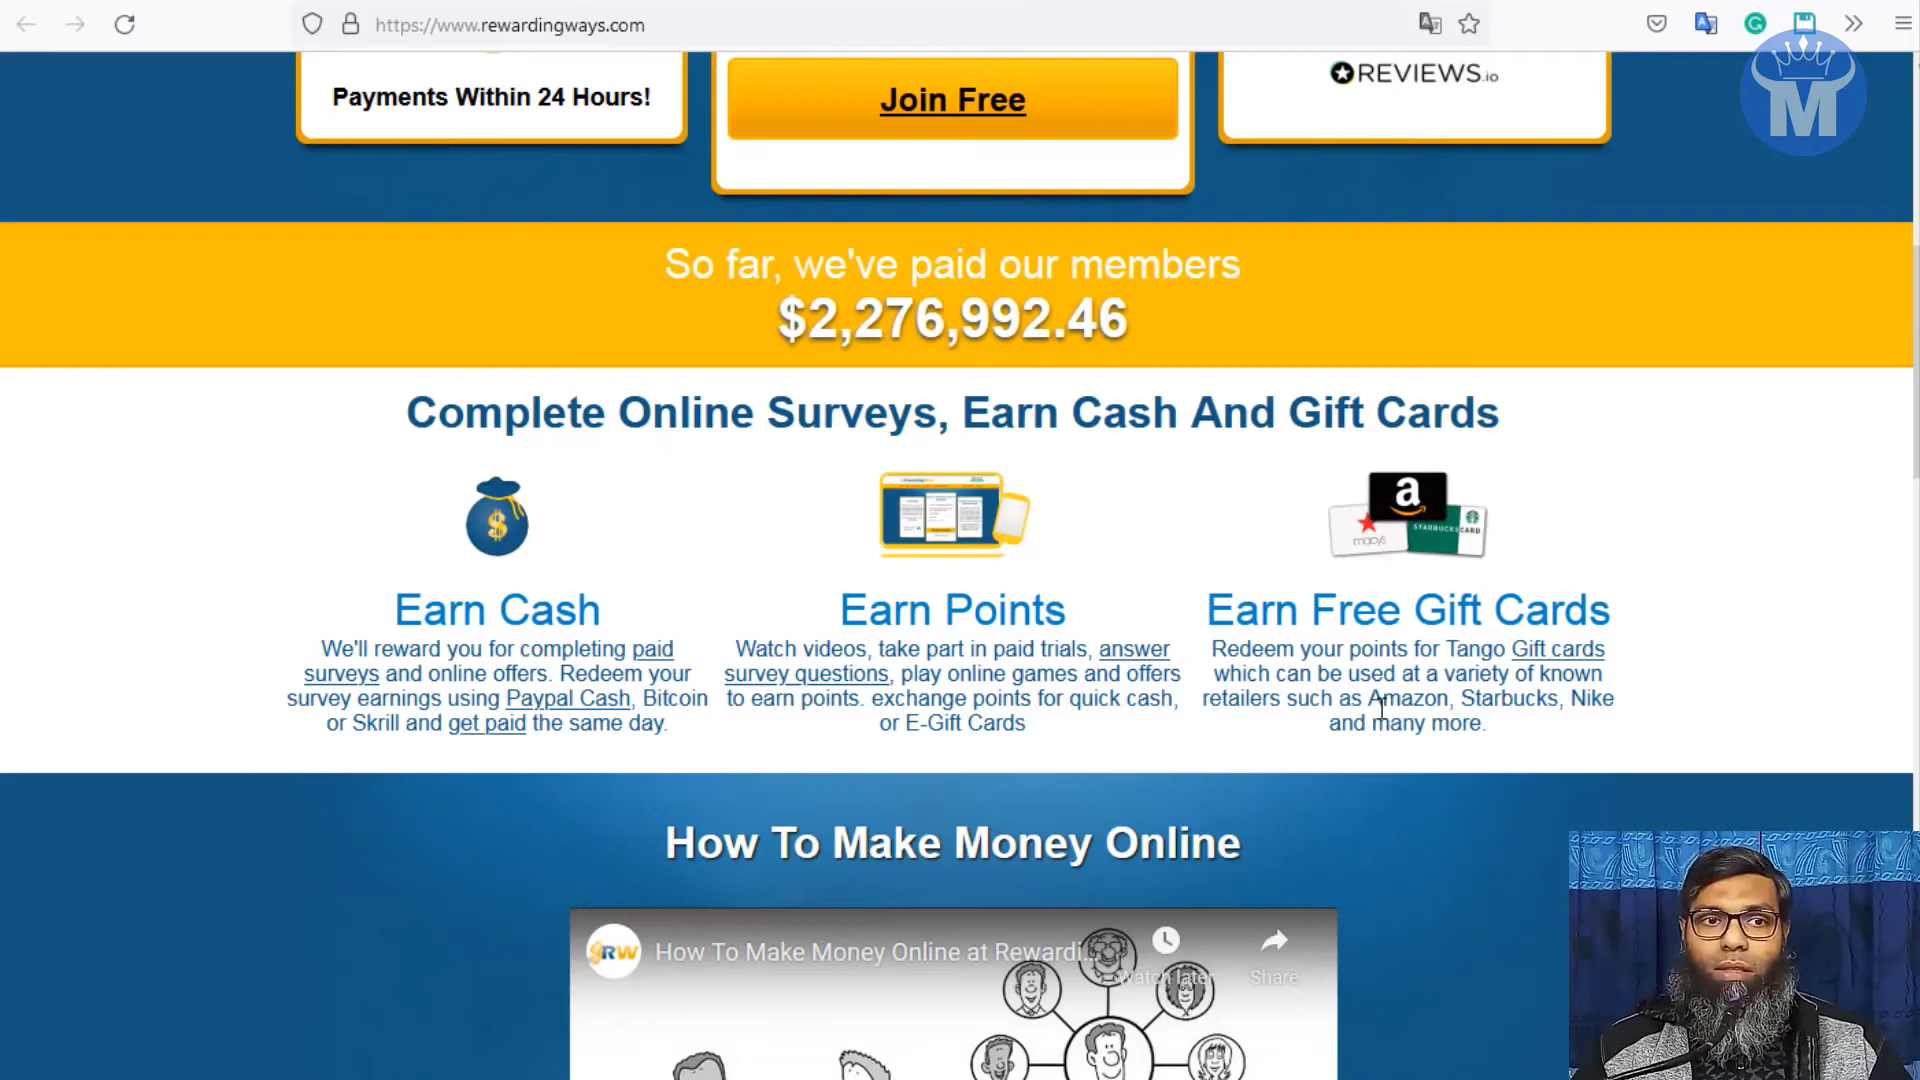 https://www.rewardingways.com
Payments Within 24 Hours!
Join Free
REVIEWS.io
M
So far, we've paid our members
$2,276,992.46
Complete Online Surveys, Earn Cash And Gift Cards
$
a
macy's
STARBUCKS CARD
Earn Cash
Earn Points
Earn Free Gift Cards
We'll reward you for completing paid
surveys and online offers. Redeem your
survey earnings using Paypal Cash, Bitcoin
or Skrill and get paid the same day.
Watch videos, take part in paid trials, answer
survey questions, play online games and offers
to earn points. exchange points for quick cash,
or E-Gift Cards
Redeem your points for Tango Gift cards
which can be used at a variety of known
retailers such as Amazon, Starbucks, Nike
and many more.
How To Make Money Online
RW
How To Make Money Online at Rewardi...
Watch later
Share